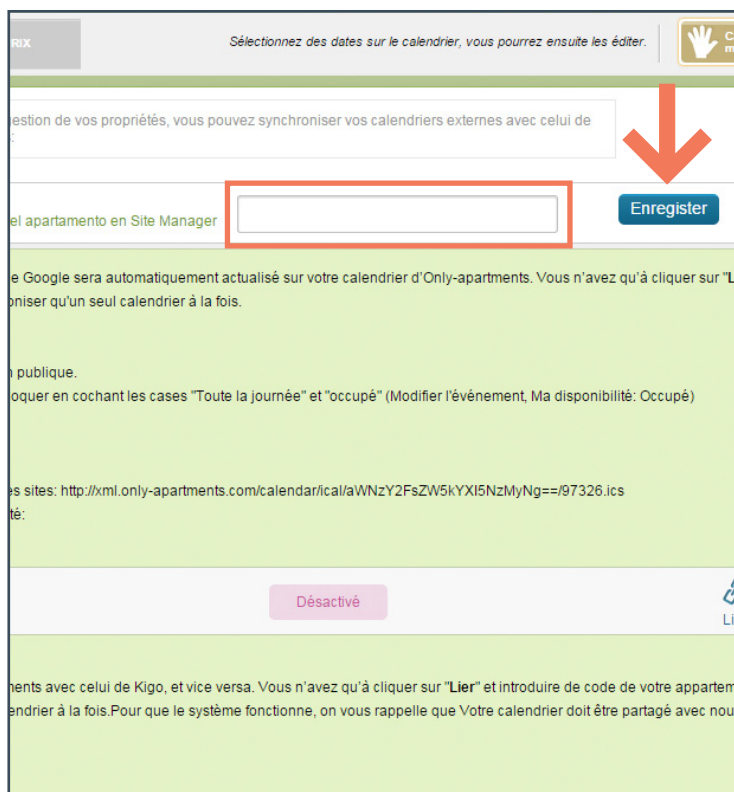 RIX
Sélectionnez des dates sur le calendrier, vous pourrez ensuite les éditer.
gestion de vos propriétés, vous pouvez synchroniser vos calendriers externes avec celui de
:
el apartamento en Site Manager
Enregister
e Google sera automatiquement actualisé sur votre calendrier d'Only-apartments. Vous n'avez qu'à cliquer sur "L
oniser qu'un seul calendrier à la fois.
n publique.
oquer en cochant les cases "Toute la journée" et "occupé" (Modifier l'événement, Ma disponibilité: Occupé)
es sites: http://xml.only-apartments.com/calendar/ical/aWNzY2FsZW5kYXI5NzMyNg==/97326.ics
té:
Désactivé
Li
ments avec celui de Kigo, et vice versa. Vous n'avez qu'à cliquer sur "Lier" et introduire de code de votre appartem
endrier à la fois.Pour que le système fonctionne, on vous rappelle que Votre calendrier doit être partagé avec nou